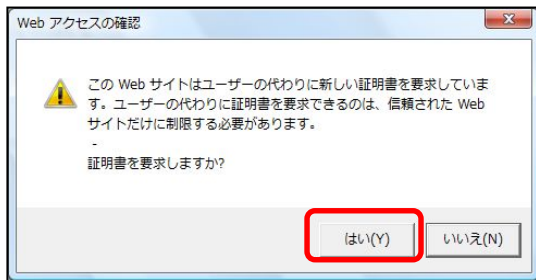 Web アクセスの確認
この Web サイトはユーザーの代わりに新しい証明書を要求していま
す。ユーザーの代わりに証明書を要求できるのは、信頼された Web
サイトだけに制限する必要があります。
-
証明書を要求しますか?
はい(Y) いいえ(N)